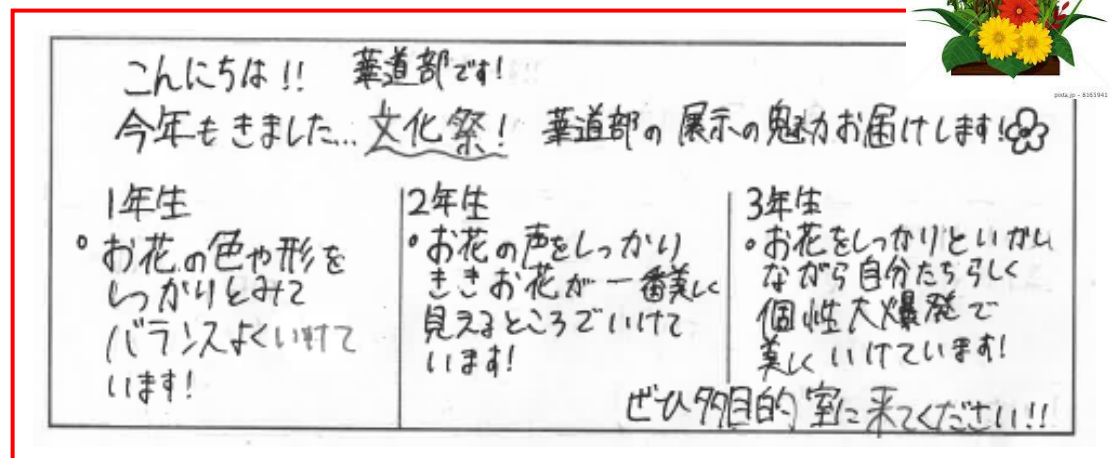 こんにちは!! 華道部です!
今年もきました…文化祭! 華道部の展示の魅力お届けします!
1年生
・お花の色や形を
しっかりとみて
バランスよくいけて
います!
2年生
・お花の声をしっかり
ききお花が一番美しく
見えるところでいけて
います!
3年生
・お花をしっかりといかし
ながら自分たちらしく
個性大爆発で
美しくいけています!
ぜひ多目的室に来てください!!
pixta.jp - 8163941